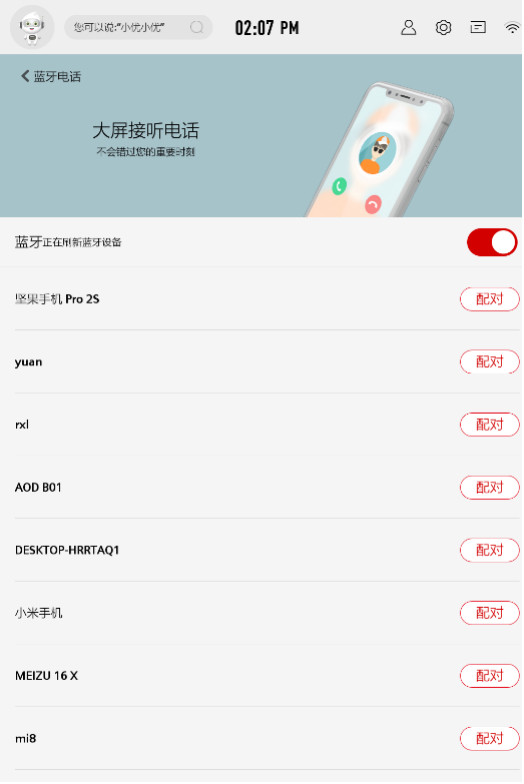 您可以说:“小优小优”
02:07 PM
蓝牙电话
大屏接听电话
不会错过您的重要时刻
蓝牙正在刷新蓝牙设备
坚果手机 Pro 2S 配对
yuan 配对
rxl 配对
AOD B01 配对
DESKTOP-HRRTAQ1 配对
小米手机 配对
MEIZU 16 X 配对
mi8 配对